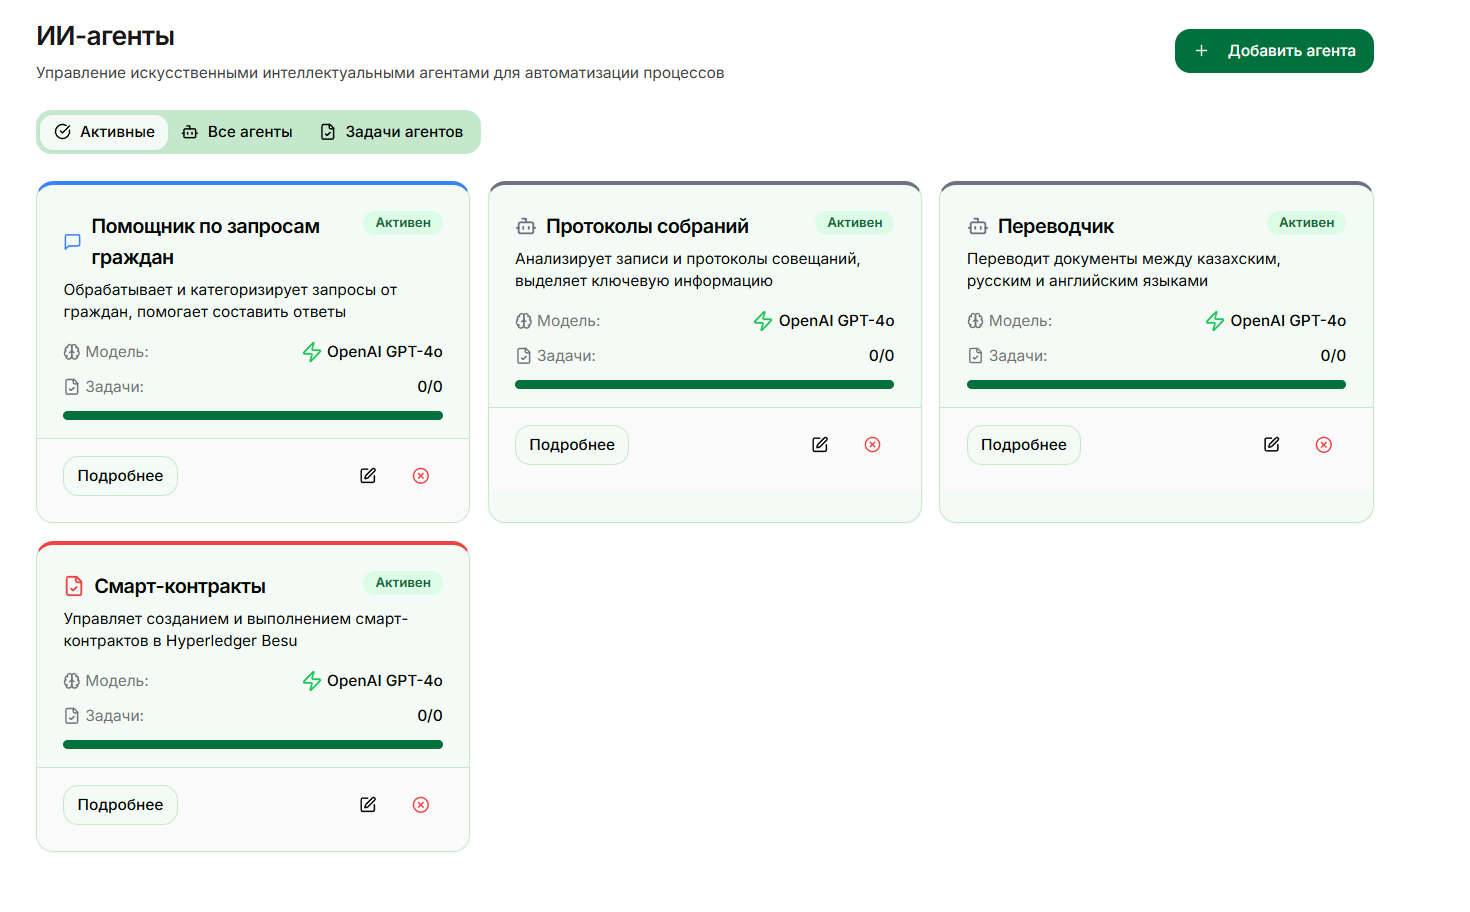 ИИ-агенты
Управление искусственными интеллектуальными агентами для автоматизации процессов
+ Добавить агента
Активные
Все агенты
Задачи агентов
Помощник по запросам
граждан
Активен
Обрабатывает и категоризирует запросы от
граждан, помогает составить ответы
Модель: OpenAI GPT-4o
Задачи: 0/0
Подробнее
Протоколы собраний
Активен
Анализирует записи и протоколы совещаний,
выделяет ключевую информацию
Модель: OpenAI GPT-4o
Задачи: 0/0
Подробнее
Переводчик
Активен
Переводит документы между казахским,
русским и английским языками
Модель: OpenAI GPT-4o
Задачи: 0/0
Подробнее
Смарт-контракты
Активен
Управляет созданием и выполнением смарт-
контрактов в Hyperledger Besu
Модель: OpenAI GPT-4o
Задачи: 0/0
Подробнее